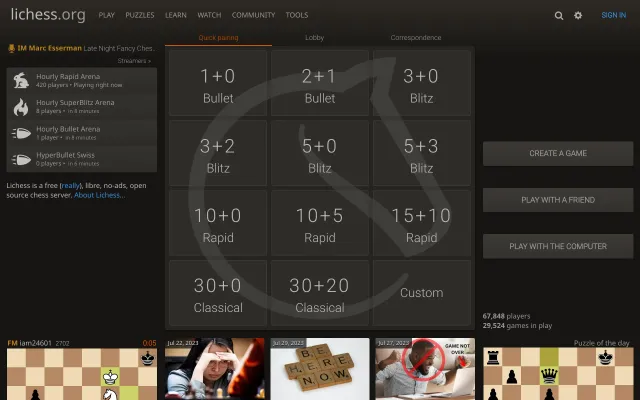 lichess.org PLAY PUZZLES LEARN WATCH COMMUNITY TOOLS SIGN IN
Quick pairing Lobby Correspondence
IM Marc Esserman Late Night Fancy Ches.
Streamers »
Hourly Rapid Arena
428 players • Playing right now
Hourly SuperBlitz Arena
8 players • in 6 minutes
Hourly Bullet Arena
1 player • in 8 minutes
HyperBullet Swiss
0 players • in 6 minutes
Lichess is a free (really), libre, no-ads, open
source chess server. About Lichess...
1+0
Bullet
2+1
Bullet
3+0
Blitz
3+2
Blitz
5+0
Blitz
5+3
Blitz
10+0
Rapid
10+5
Rapid
15+10
Rapid
30+0
Classical
30+20
Classical
Custom
CREATE A GAME
PLAY WITH A FRIEND
PLAY WITH THE COMPUTER
67,848 players
29,524 games in play
FM iam24601 2702 0:05
Jul 22, 2023
Jul 29, 2023
BE
HERE
NOW
Jul 27, 2023
GAME NOT
OVER
Puzzle of the day